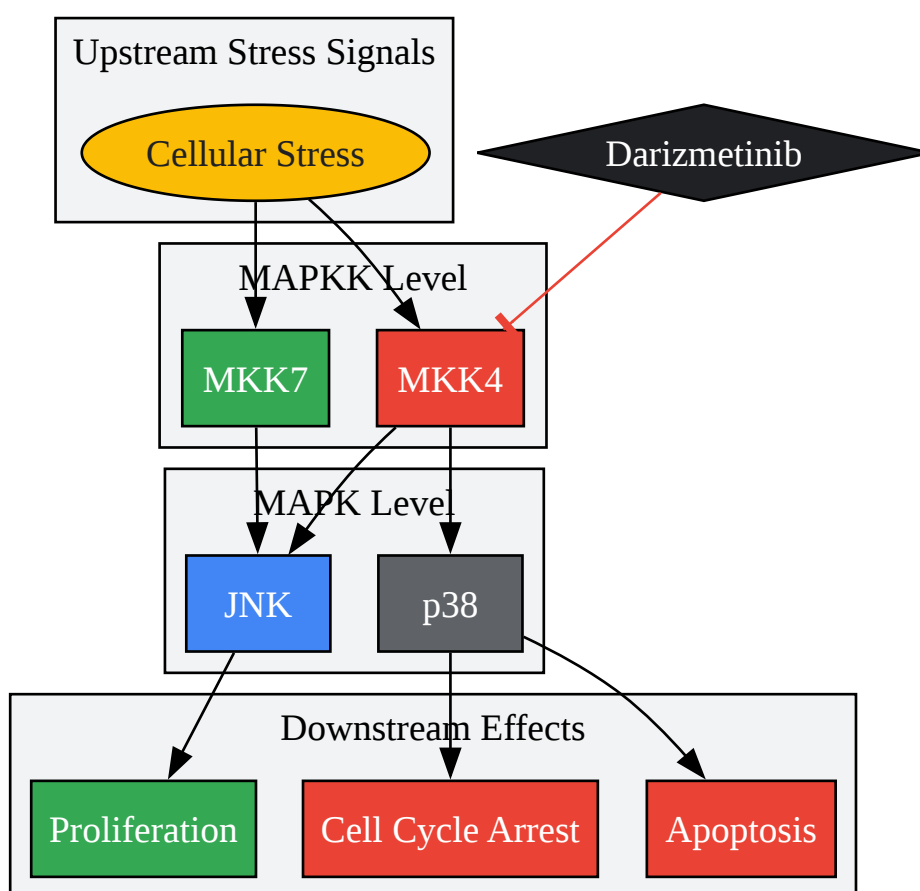 Upstream Stress Signals
Cellular Stress
Darizmetinib
MAPKK Level
MKK7
MKK4
MAPK Level
JNK
p38
Downstream Effects
Proliferation
Cell Cycle Arrest
Apoptosis